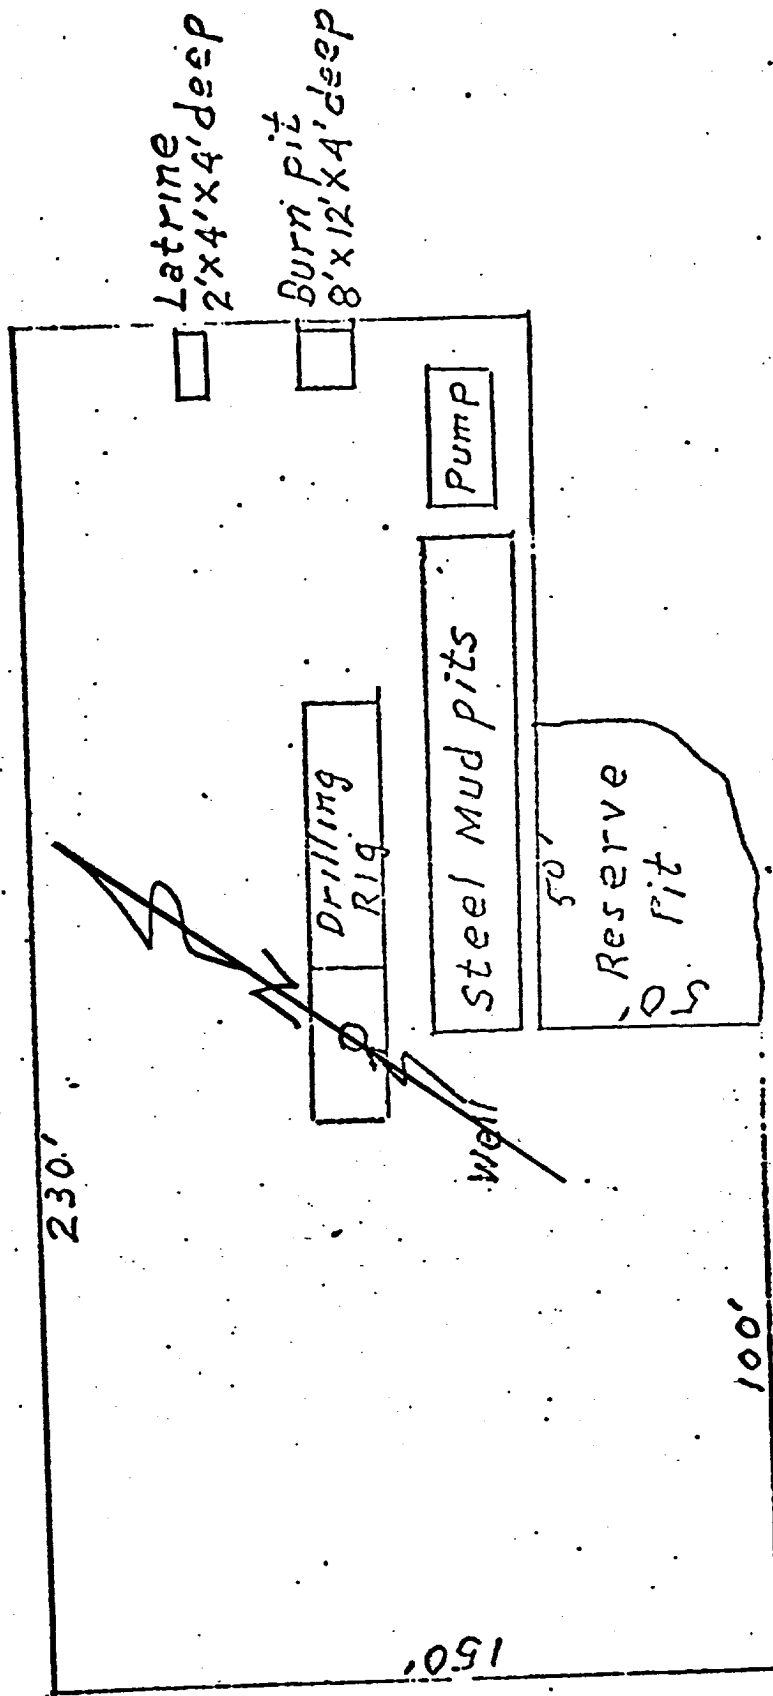 Latrine
2'x4'x4' deep
Burn pit
8'x12'x4' deep
230'
Drilling
Rig
Pump
Steel Mud pits
Well
50'
Reserve
Pit
50'
150'
100'